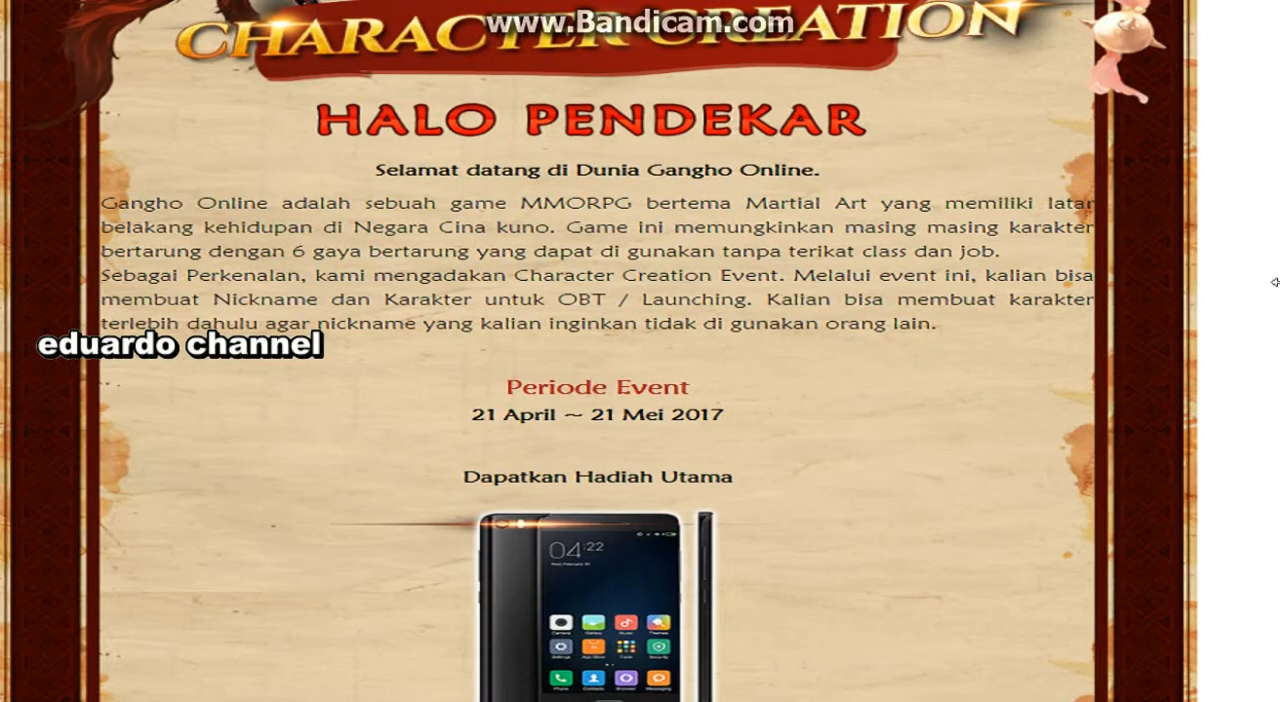 www.Bandicam.com
CHARACTER CREATION
HALO PENDEKAR
Selamat datang di Dunia Gangho Online.
Gangho Online adalah sebuah game MMORPG bertema Martial Art yang memiliki latar
belakang kehidupan di Negara Cina kuno. Game ini memungkinkan masing masing karakter
bertarung dengan 6 gaya bertarung yang dapat di gunakan tanpa terikat class dan job.
Sebagai Perkenalan, kami mengadakan Character Creation Event. Melalui event ini, kalian bisa
membuat Nickname dan Karakter untuk OBT / Launching. Kalian bisa membuat karakter
terlebih dahulu agar nickname yang kalian inginkan tidak di gunakan orang lain.
eduardo channel
Periode Event
21 April ~ 21 Mei 2017
Dapatkan Hadiah Utama
04:22